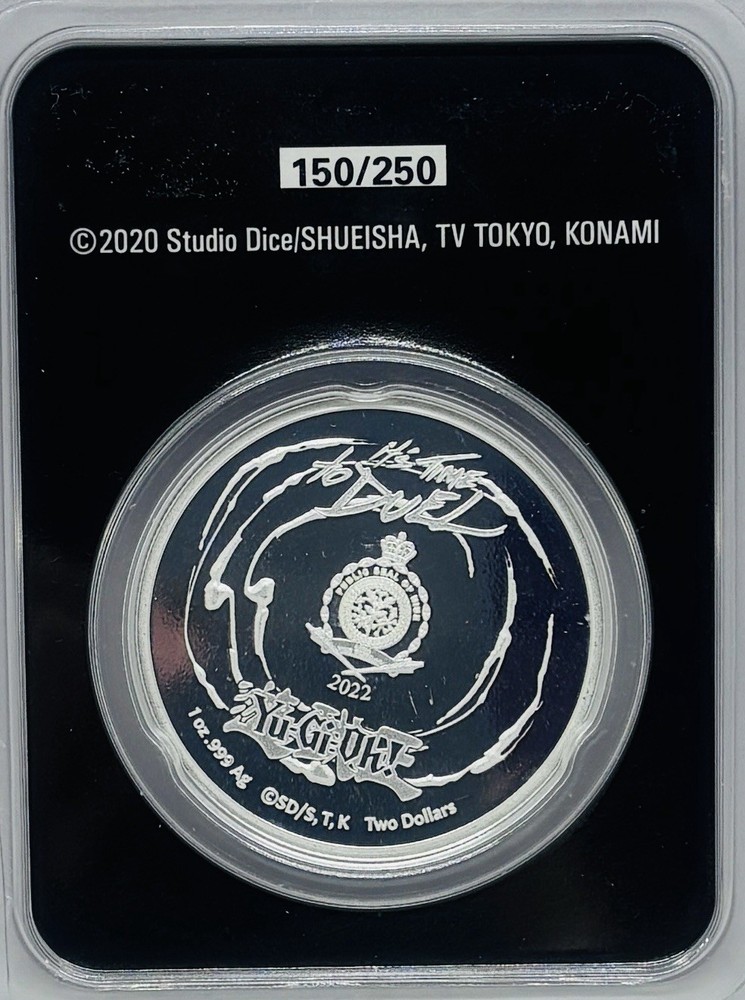 150/250
©2020 Studio Dice/SHUEISHA, TV TOKYO, KONAMI
it's TIME
to DUEL
PUBLIC SEAL OF NIUE
2022
Yu-Gi-Oh!
1 oz .999 Ag ©SD/S, T, K Two Dollars